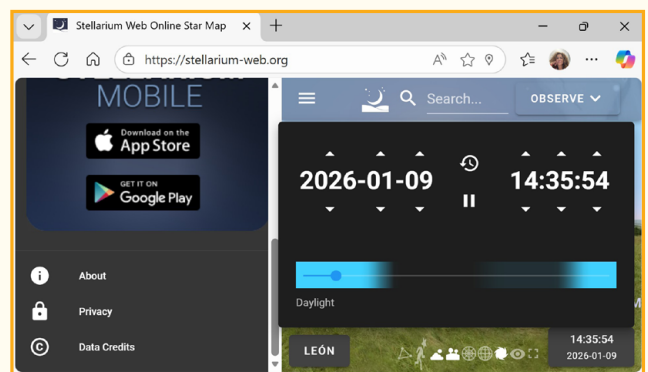 Stellarium Web Online Star Map
https://stellarium-web.org
MOBILE
Download on the
App Store
GET IT ON
Google Play
About
Privacy
Data Credits
Search...
OBSERVE
2026-01-09
14:35:54
Daylight
LEÓN
14:35:54
2026-01-09